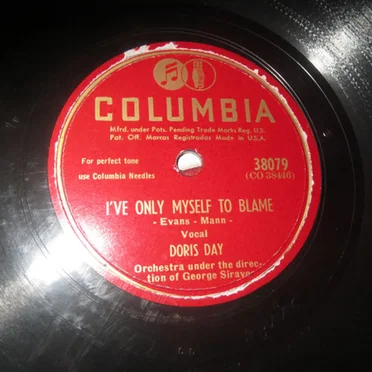 COLUMBIA
Mfrd. under Pats. Pending Trade Marks Reg. U.S.
Pat. Off. Marcas Registradas Made in U.S.A.
For perfect tone
use Columbia Needles
38079
(CO 38446)
I'VE ONLY MYSELF TO BLAME
- Evans - Mann -
Vocal
DORIS DAY
Orchestra under the direc-
tion of George Siravo